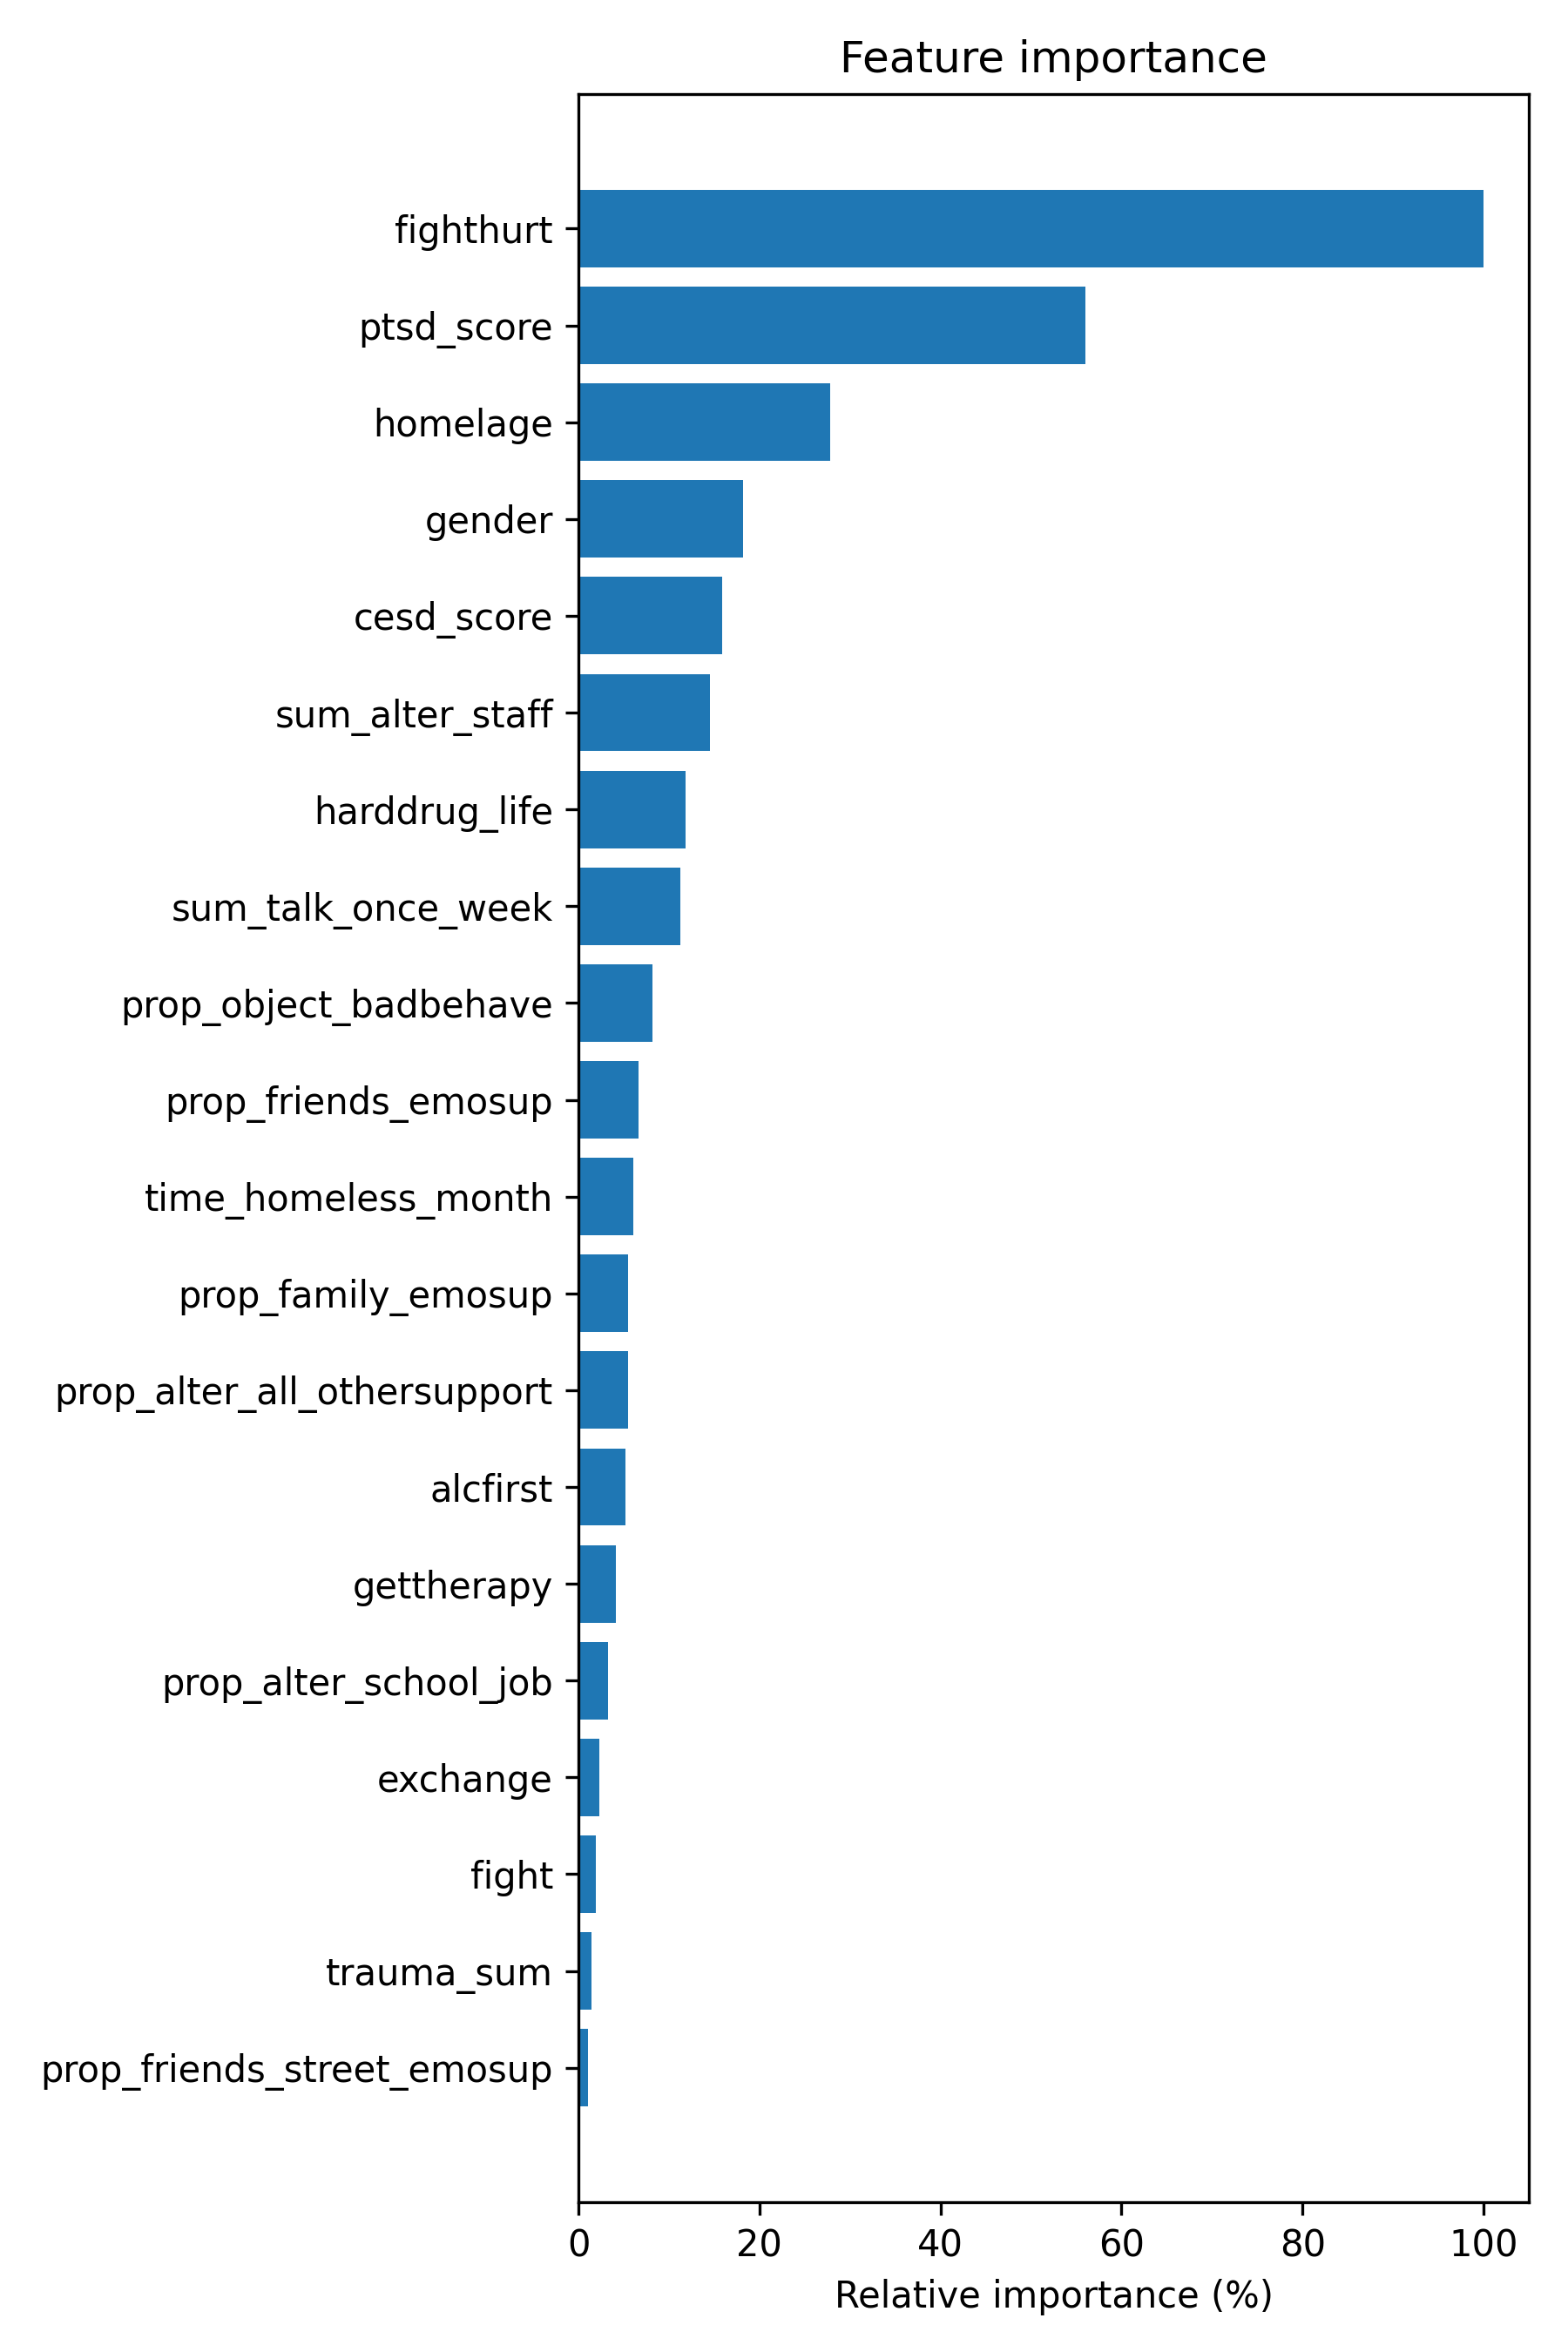 Feature importance
fighthurt
ptsd_score
homelage
gender
cesd_score
sum_alter_staff
harddrug_life
sum_talk_once_week
prop_object_badbehave
prop_friends_emosup
time_homeless_month
prop_family_emosup
prop_alter_all_othersupport
alcfirst
gettherapy
prop_alter_school_job
exchange
fight
trauma_sum
prop_friends_street_emosup
0 20 40 60 80 100
Relative importance (%)